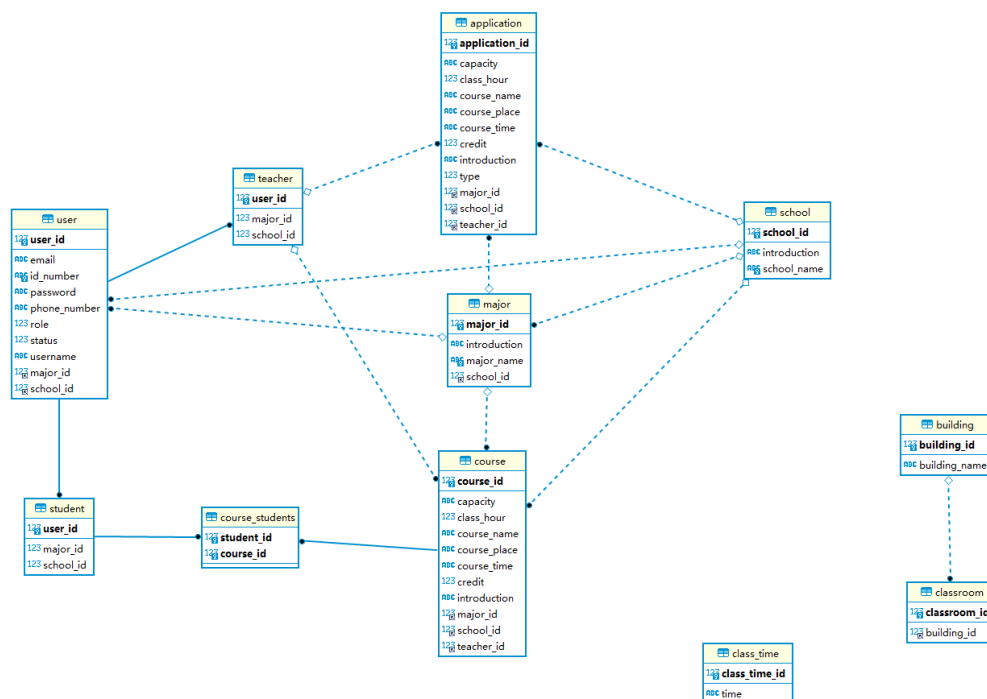 application
application_id
capacity
class_hour
course_name
course_place
course_time
credit
introduction
type
major_id
school_id
teacher_id
teacher
user_id
major_id
school_id
user
user_id
email
id_number
password
phone_number
role
status
username
major_id
school_id
school
school_id
introduction
school_name
major
major_id
introduction
major_name
school_id
course
course_id
capacity
class_hour
course_name
course_place
course_time
credit
introduction
major_id
school_id
teacher_id
student
user_id
major_id
school_id
course_students
student_id
course_id
building
building_id
building_name
classroom
classroom_id
building_id
class_time
class_time_id
time